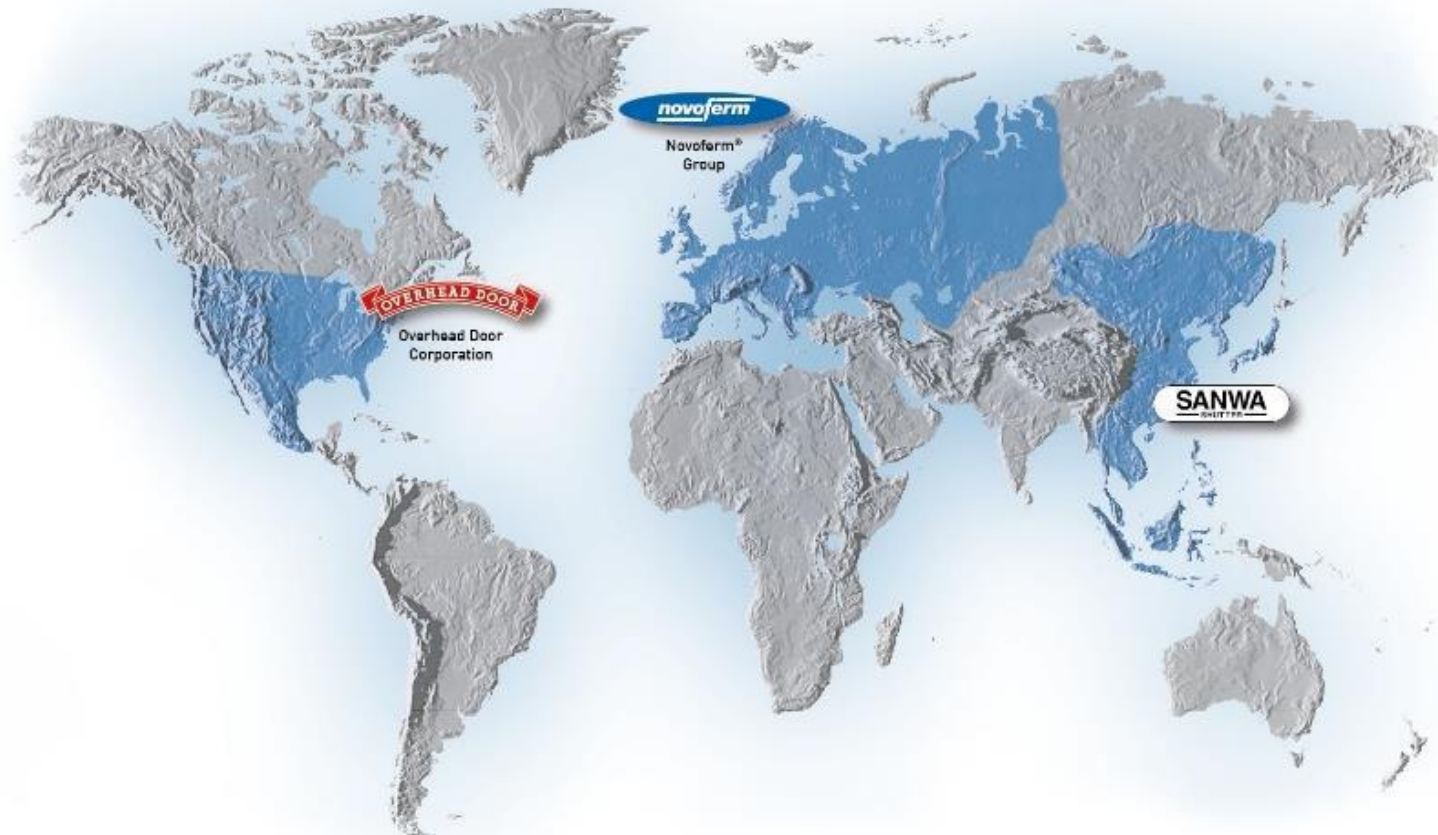 novoferm
Novoferm®
Group
OVERHEAD DOOR
Overhead Door
Corporation
SANWA
SHUTTER